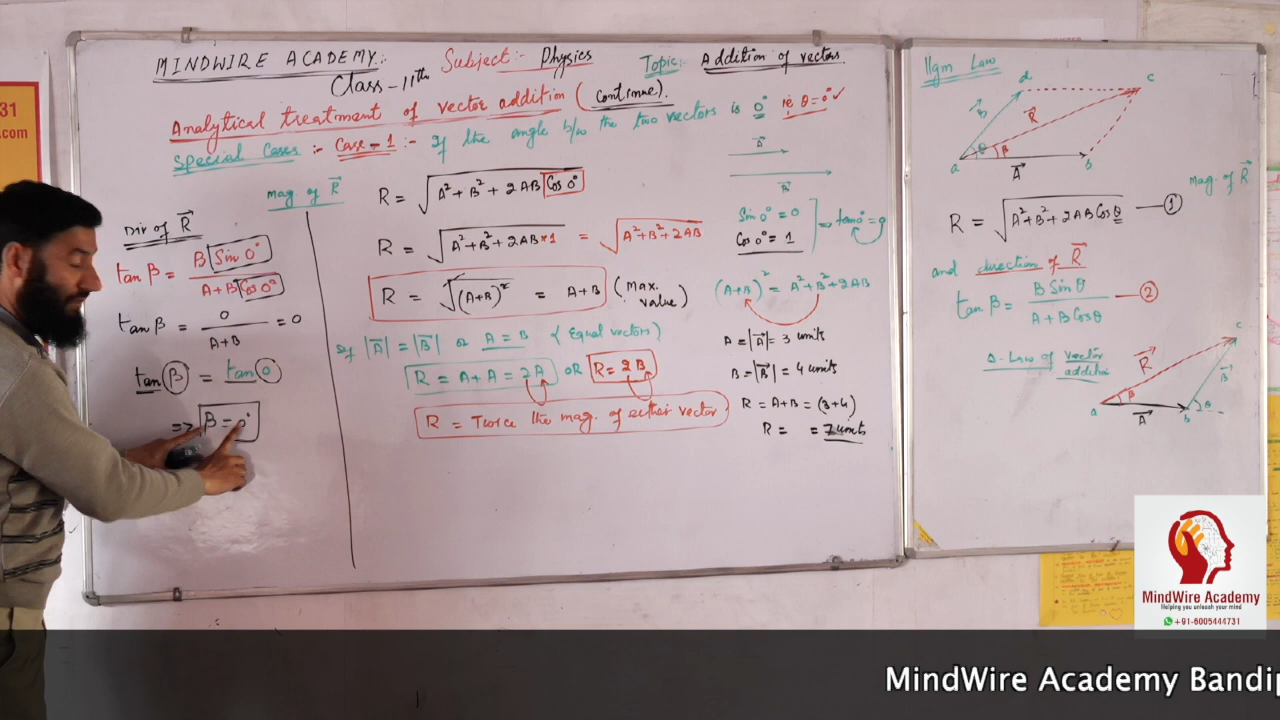 31
.com
MINDWIRE ACADEMY:
Subject:- Physics
Topic:- Addition of vectors
Class-11th
Analytical treatment of vector addition (continue).
Special Cases :- Case-1 :- If the angle b/w the two vectors is 0° ie θ=0° ✓
mag. of R⃗
A⃗
B⃗
R = √(A² + B² + 2AB Cos 0°)
Sin 0° = 0
Cos 0° = 1
⇒ tan 0° = 0
R = √(A² + B² + 2AB×1) = √(A² + B² + 2AB)
R = √((A+B)²) = A+B (Max. value)
(A+B)² = A² + B² + 2AB
If |A⃗| = |B⃗| or A = B (Equal vectors)
R = A + A = 2A OR R = 2B
R = Twice the mag. of either vector
A = |A⃗| = 3 units
B = |B⃗| = 4 units
R = A+B = (3+4)
R = = 7 units
Dir of R⃗
tan β = B Sin 0° / A+B Cos 0°
tan β = 0 / A+B = 0
tan β = tan 0
=> β = 0°
llgm Law
d
c
B⃗
R⃗
θ
β
a
A⃗
b
mag. of R⃗
R = √(A² + B² + 2AB Cos θ) — ①
and direction of R⃗
tan β = B Sin θ / A + B Cos θ — ②
Δ-Law of vector addition
c
R⃗
B⃗
β
a
A⃗
b
θ
MindWire Academy
Helping you unleash your mind
+91-6005444731
MindWire Academy Bandip